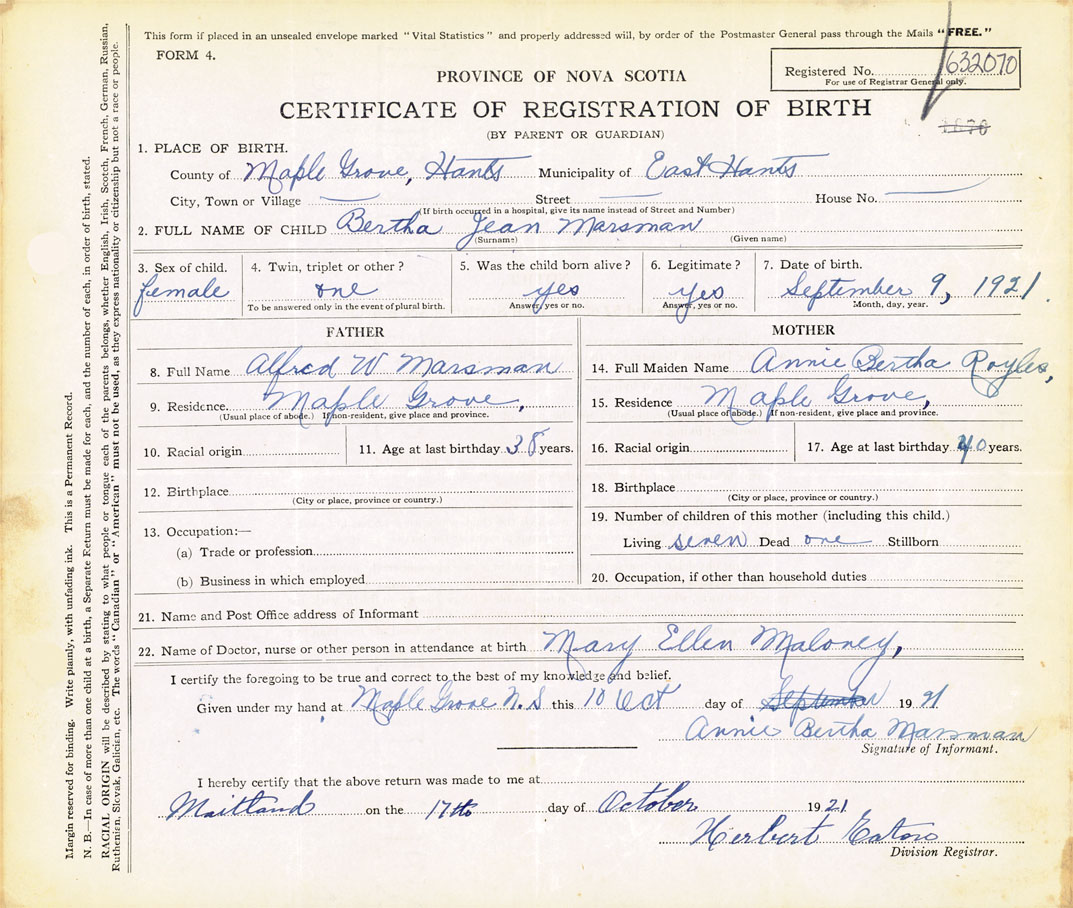 This form if placed in an unsealed envelope marked "Vital Statistics" and properly addressed will, by order of the Postmaster General pass through the Mails "FREE."
FORM 4.
PROVINCE OF NOVA SCOTIA
Registered No. 632070
For use of Registrar General only.
CERTIFICATE OF REGISTRATION OF BIRTH
(BY PARENT OR GUARDIAN)
1. PLACE OF BIRTH.
County of Maple Grove, Hants Municipality of East Hants
City, Town or Village — Street — House No. —
(If birth occurred in a hospital, give its name instead of Street and Number)
2. FULL NAME OF CHILD Bertha Jean Marsman
(Surname) (Given name)
3. Sex of child. 4. Twin, triplet or other? 5. Was the child born alive? 6. Legitimate? 7. Date of birth.
female one yes yes September 9, 1921.
To be answered only in the event of plural birth. Answer, yes or no. Answer, yes or no. Month, day, year.
FATHER
8. Full Name Alfred W Marsman
9. Residence. Maple Grove,
(Usual place of abode.) If non-resident, give place and province.
10. Racial origin 11. Age at last birthday 38 years.
12. Birthplace
(City or place, province or country.)
13. Occupation:—
(a) Trade or profession
(b) Business in which employed
MOTHER
14. Full Maiden Name Annie Bertha Royles,
15. Residence Maple Grove,
(Usual place of abode.) If non-resident, give place and province.
16. Racial origin 17. Age at last birthday 40 years.
18. Birthplace
(City or place, province or country.)
19. Number of children of this mother (including this child.)
Living seven Dead one Stillborn
20. Occupation, if other than household duties
21. Name and Post Office address of Informant
22. Name of Doctor, nurse or other person in attendance at birth Mary Ellen Maloney,
I certify the foregoing to be true and correct to the best of my knowledge and belief.
Given under my hand at Maple Grove N.S this 10 Oct day of September 19 21
Annie Bertha Marsman
Signature of Informant.
I hereby certify that the above return was made to me at
Maitland on the 17th day of October 19 21
Herbert Eaton
Division Registrar.
Margin reserved for binding. Write plainly, with unfading ink. This is a Permanent Record.
N. B.—In case of more than one child at a birth, a Separate Return must be made for each, and the number of each, in order of birth, stated.
RACIAL ORIGIN will be described by stating to what people or tongue each of the parents belongs, whether English, Irish, Scotch, French, German, Russian,
Ruthenian, Slovak, Galician, etc. The words "Canadian" or "American" must not be used, as they express nationality or citizenship but not a race or people.